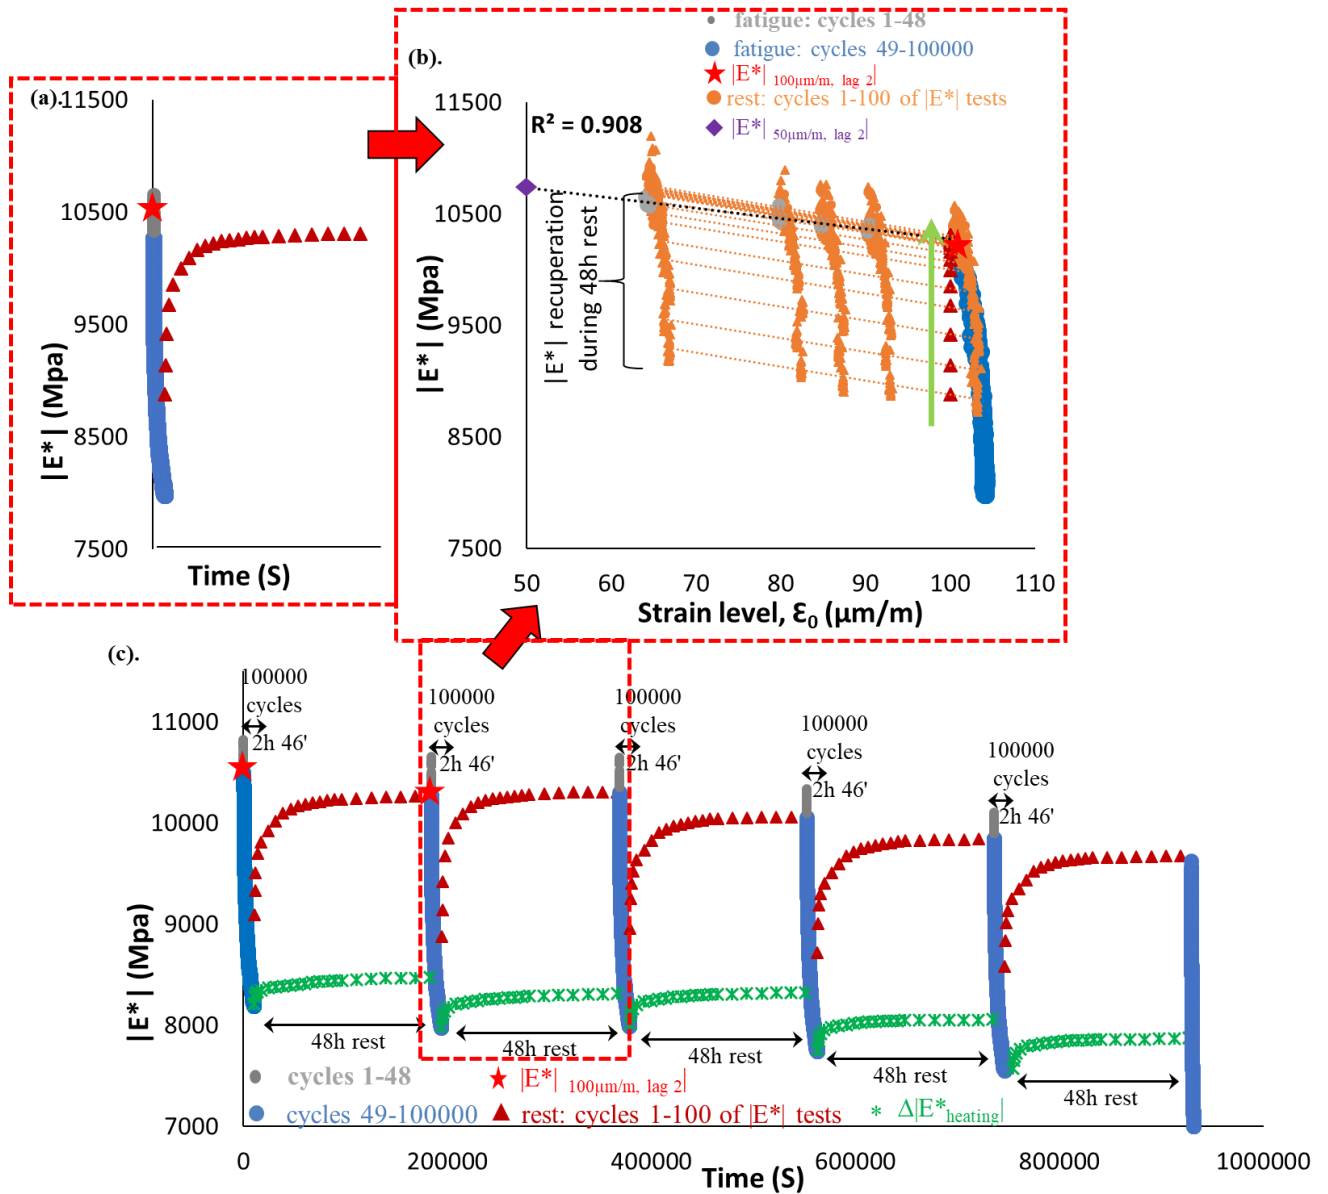 (a).
11500
10500
9500
8500
7500
|E*| (Mpa)
Time (S)
(b).
fatigue: cycles 1-48
fatigue: cycles 49-100000
|E*| 100μm/m, lag 2|
rest: cycles 1-100 of |E*| tests
|E*| 50μm/m, lag 2|
R² = 0.908
11500
10500
9500
8500
7500
|E*| (Mpa)
|E*| recuperation
during 48h rest
50 60 70 80 90 100 110
Strain level, Ɛ0 (μm/m)
(c).
100000
cycles
2h 46'
100000
cycles
2h 46'
100000
cycles
2h 46'
100000
cycles
2h 46'
100000
cycles
2h 46'
11000
10000
9000
8000
7000
|E*| (Mpa)
48h rest
48h rest
48h rest
48h rest
48h rest
cycles 1-48
|E*| 100μm/m, lag 2|
cycles 49-100000
rest: cycles 1-100 of |E*| tests
Δ|E*heating|
0 200000 400000 600000 800000 1000000
Time (S)